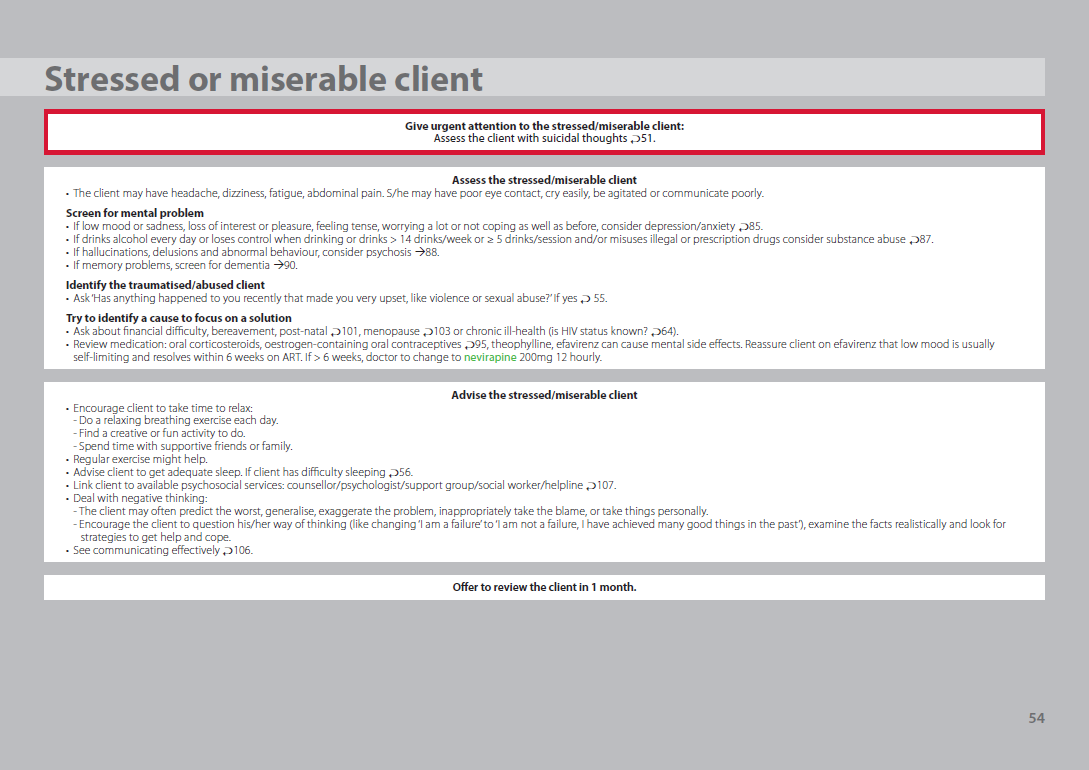 Stressed or miserable client
Give urgent attention to the stressed/miserable client:
Assess the client with suicidal thoughts ⮌51.
Assess the stressed/miserable client
• The client may have headache, dizziness, fatigue, abdominal pain. S/he may have poor eye contact, cry easily, be agitated or communicate poorly.
Screen for mental problem
• If low mood or sadness, loss of interest or pleasure, feeling tense, worrying a lot or not coping as well as before, consider depression/anxiety ⮌85.
• If drinks alcohol every day or loses control when drinking or drinks > 14 drinks/week or ≥ 5 drinks/session and/or misuses illegal or prescription drugs consider substance abuse ⮌87.
• If hallucinations, delusions and abnormal behaviour, consider psychosis →88.
• If memory problems, screen for dementia →90.
Identify the traumatised/abused client
• Ask ‘Has anything happened to you recently that made you very upset, like violence or sexual abuse?’ If yes ⮌ 55.
Try to identify a cause to focus on a solution
• Ask about financial difficulty, bereavement, post-natal ⮌101, menopause ⮌103 or chronic ill-health (is HIV status known? ⮌64).
• Review medication: oral corticosteroids, oestrogen-containing oral contraceptives ⮌95, theophylline, efavirenz can cause mental side effects. Reassure client on efavirenz that low mood is usually
self-limiting and resolves within 6 weeks on ART. If > 6 weeks, doctor to change to nevirapine 200mg 12 hourly.
Advise the stressed/miserable client
• Encourage client to take time to relax:
- Do a relaxing breathing exercise each day.
- Find a creative or fun activity to do.
- Spend time with supportive friends or family.
• Regular exercise might help.
• Advise client to get adequate sleep. If client has difficulty sleeping ⮌56.
• Link client to available psychosocial services: counsellor/psychologist/support group/social worker/helpline ⮌107.
• Deal with negative thinking:
- The client may often predict the worst, generalise, exaggerate the problem, inappropriately take the blame, or take things personally.
- Encourage the client to question his/her way of thinking (like changing ‘I am a failure’ to ‘I am not a failure, I have achieved many good things in the past’), examine the facts realistically and look for
strategies to get help and cope.
• See communicating effectively ⮌106.
Offer to review the client in 1 month.
54